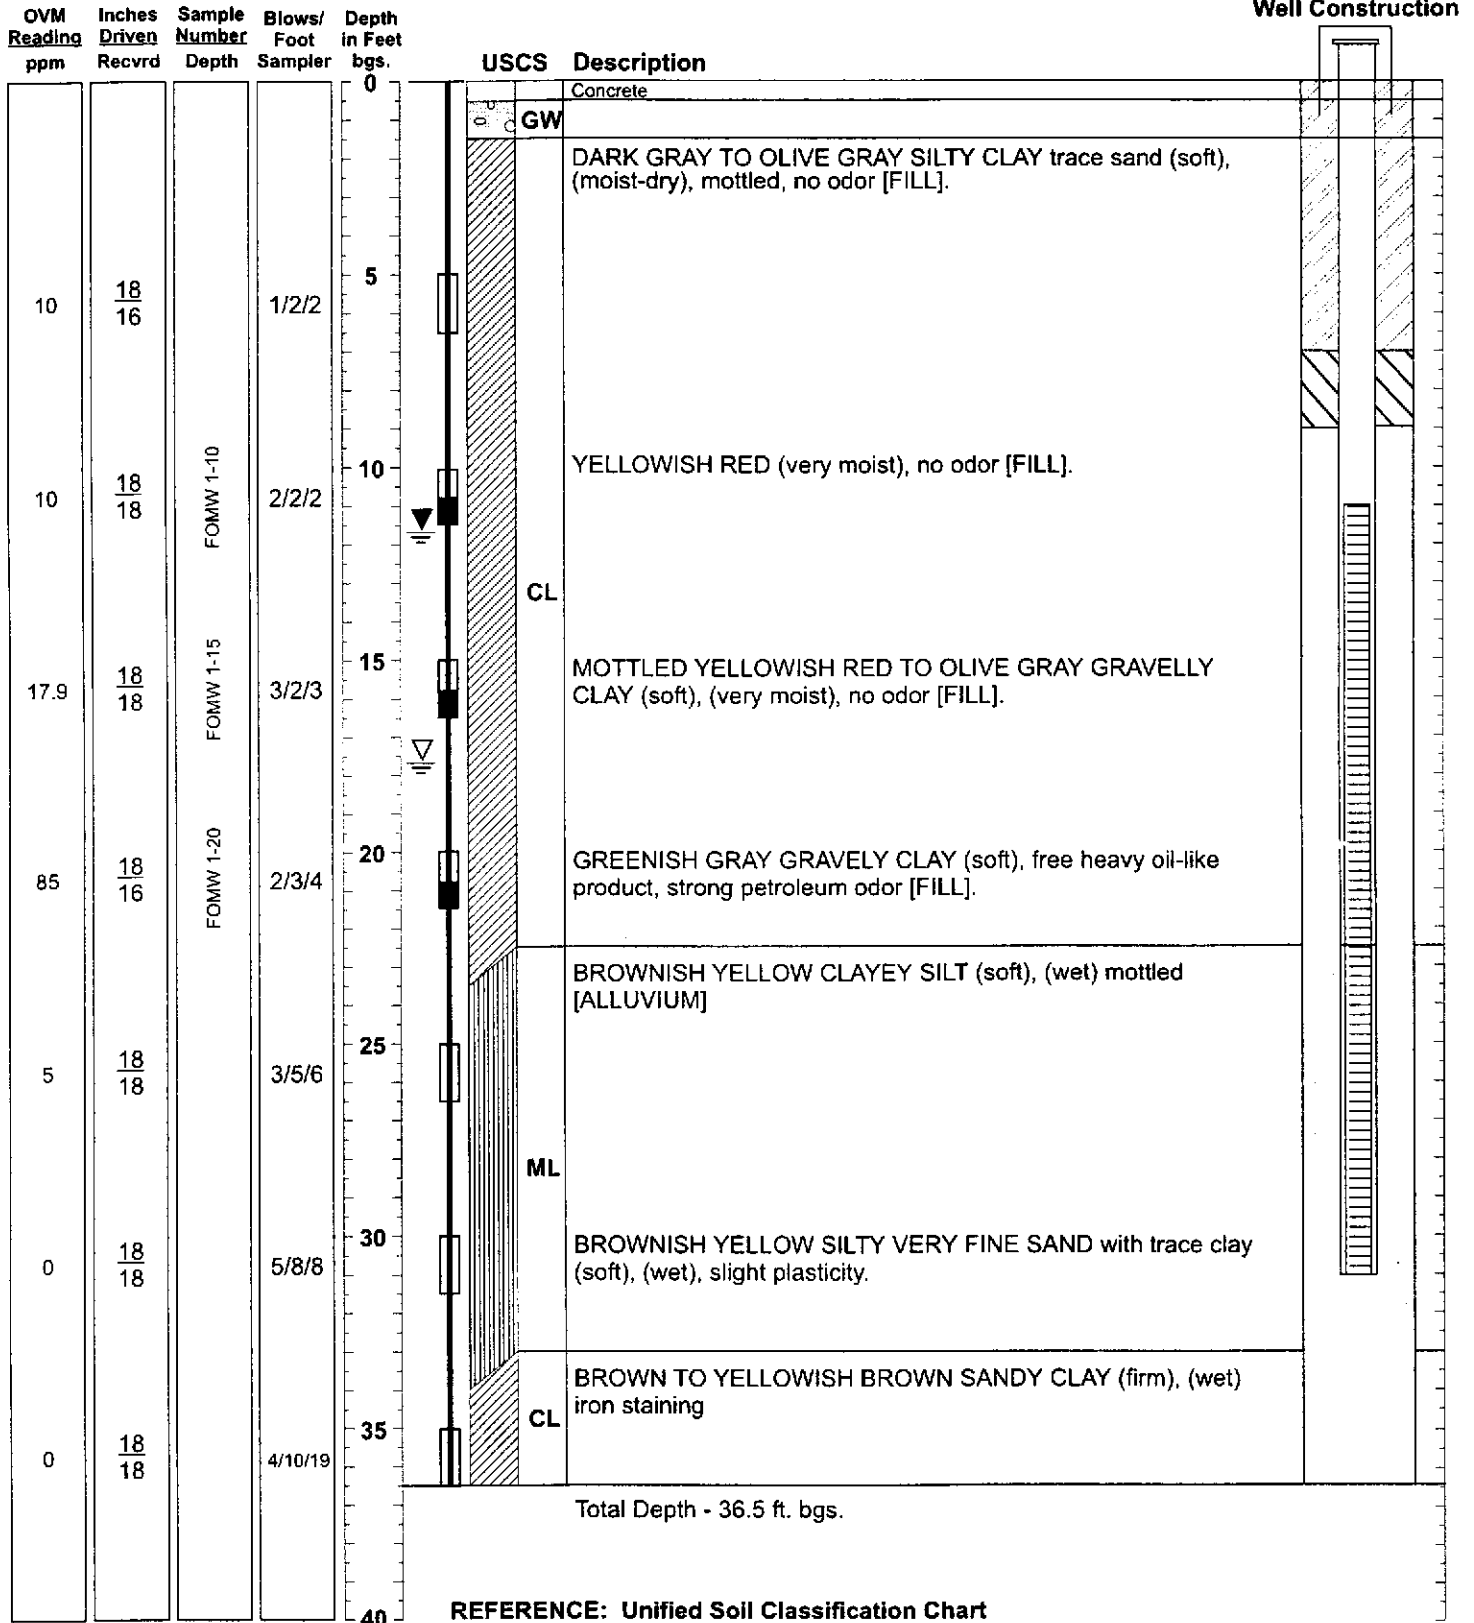 Well Construction
OVM Reading ppm
Inches Driven Recvrd
Sample Number Depth
Blows/ Foot Sampler
Depth in Feet bgs.
USCS Description
0
Concrete
GW
DARK GRAY TO OLIVE GRAY SILTY CLAY trace sand (soft),
(moist-dry), mottled, no odor [FILL].
5
10 18 16 1/2/2
10
YELLOWISH RED (very moist), no odor [FILL].
10 18 18 FOMW 1-10 2/2/2
CL
15
MOTTLED YELLOWISH RED TO OLIVE GRAY GRAVELLY
CLAY (soft), (very moist), no odor [FILL].
17.9 18 18 FOMW 1-15 3/2/3
20
GREENISH GRAY GRAVELY CLAY (soft), free heavy oil-like
product, strong petroleum odor [FILL].
85 18 16 FOMW 1-20 2/3/4
BROWNISH YELLOW CLAYEY SILT (soft), (wet) mottled
[ALLUVIUM]
25
5 18 18 3/5/6
ML
30
BROWNISH YELLOW SILTY VERY FINE SAND with trace clay
(soft), (wet), slight plasticity.
0 18 18 5/8/8
BROWN TO YELLOWISH BROWN SANDY CLAY (firm), (wet)
iron staining
CL
35
0 18 18 4/10/19
Total Depth - 36.5 ft. bgs.
40
REFERENCE: Unified Soil Classification Chart